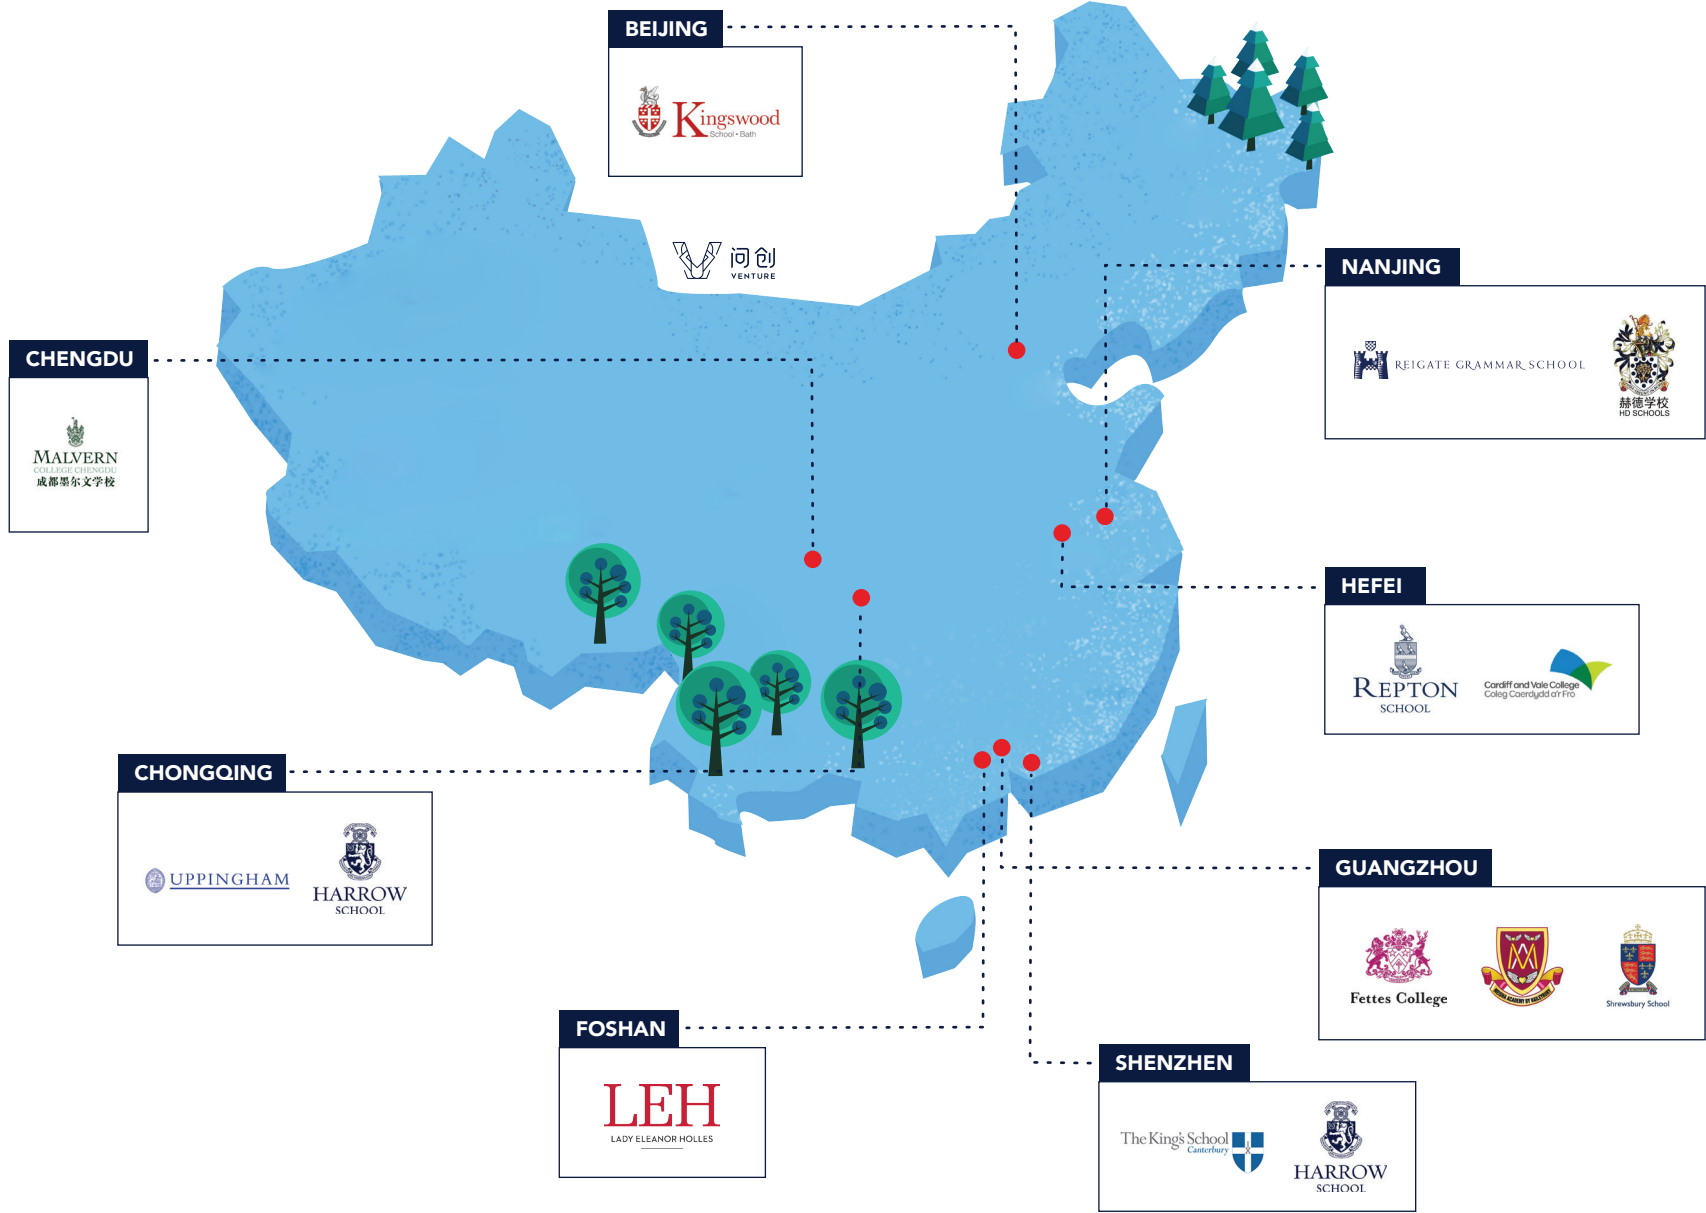 BEIJING
Kingswood
School • Bath
问创
VENTURE
NANJING
REIGATE GRAMMAR SCHOOL
赫德学校
HD SCHOOLS
CHENGDU
MALVERN
COLLEGE CHENGDU
成都墨尔文学校
HEFEI
REPTON
SCHOOL
Cardiff and Vale College
Coleg Caerdydd a'r Fro
CHONGQING
UPPINGHAM
HARROW
SCHOOL
GUANGZHOU
Fettes College
ACADEMY BY HAILEYBURY
Shrewsbury School
FOSHAN
LEH
LADY ELEANOR HOLLES
SHENZHEN
The King's School
Canterbury
HARROW
SCHOOL